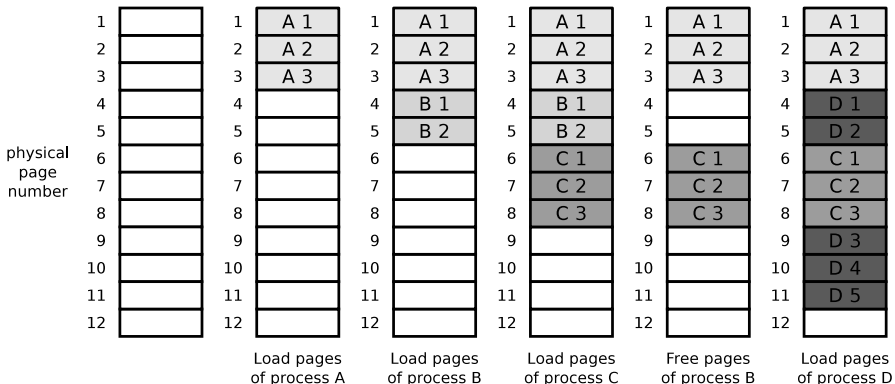 1 1 A 1 1 A 1 1 A 1 1 A 1 1 A 1
2 2 A 2 2 A 2 2 A 2 2 A 2 2 A 2
3 3 A 3 3 A 3 3 A 3 3 A 3 3 A 3
4 4 4 B 1 4 B 1 4 4 D 1
5 5 5 B 2 5 B 2 5 5 D 2
6 6 6 6 C 1 6 C 1 6 C 1
7 7 7 7 C 2 7 C 2 7 C 2
8 8 8 8 C 3 8 C 3 8 C 3
9 9 9 9 9 9 D 3
10 10 10 10 10 10 D 4
11 11 11 11 11 11 D 5
12 12 12 12 12 12
physical
page
number
Load pages
of process A
Load pages
of process B
Load pages
of process C
Free pages
of process B
Load pages
of process D